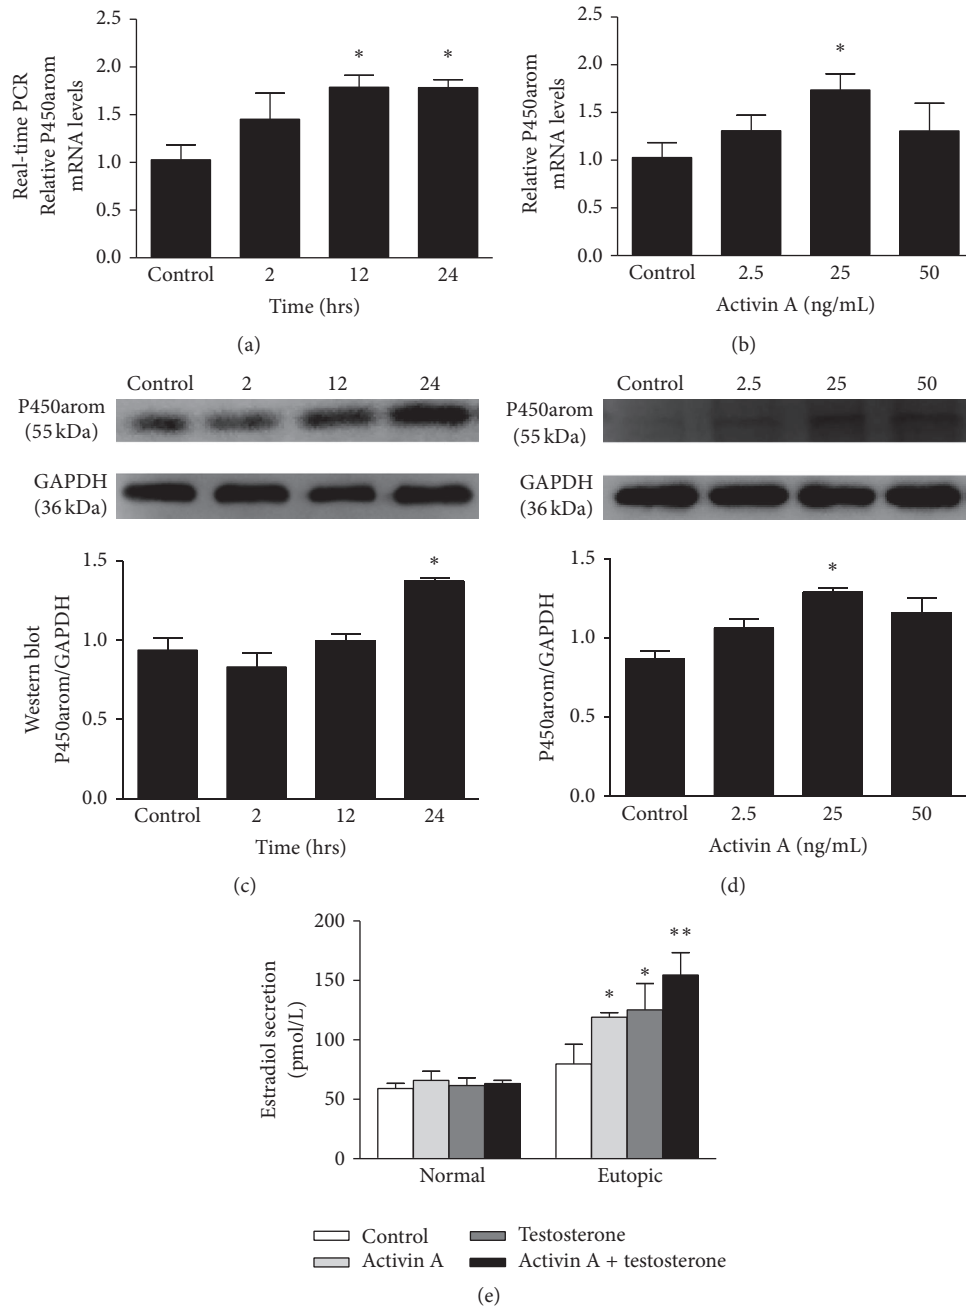 Real-time PCR
Relative P450arom
mRNA levels
2.5
2.0
1.5
1.0
0.5
0.0
*
*
Control
2
12
24
Time (hrs)
(a)
Relative P450arom
mRNA levels
2.5
2.0
1.5
1.0
0.5
0.0
*
Control
2.5
25
50
Activin A (ng/mL)
(b)
Control
2
12
24
P450arom
(55 kDa)
GAPDH
(36 kDa)
Western blot
P450arom/GAPDH
1.5
1.0
0.5
0.0
*
Control
2
12
24
Time (hrs)
(c)
Control
2.5
25
50
P450arom
(55 kDa)
GAPDH
(36 kDa)
P450arom/GAPDH
1.5
1.0
0.5
0.0
*
Control
2.5
25
50
Activin A (ng/mL)
(d)
Estradiol secretion
(pmol/L)
200
150
100
50
0
*
*
**
Normal
Eutopic
Control
Testosterone
Activin A
Activin A + testosterone
(e)